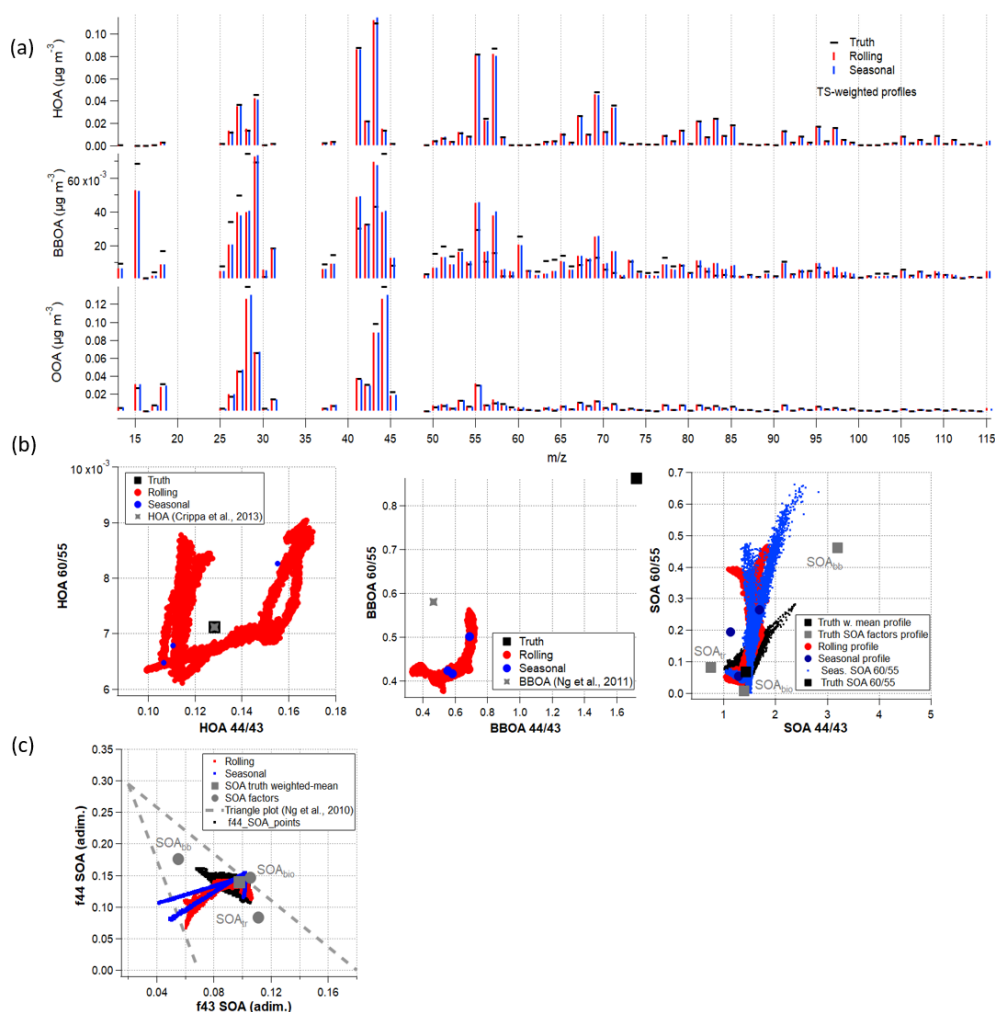 (a)
HOA (µg m⁻³)
0.10
0.08
0.06
0.04
0.02
0.00
Truth
Rolling
Seasonal
TS-weighted profiles
BBOA (µg m⁻³)
60 x10⁻³
40
20
OOA (µg m⁻³)
0.12
0.10
0.08
0.06
0.04
0.02
15 20 25 30 35 40 45 50 55 60 65 70 75 80 85 90 95 100 105 110 115
m/z
(b)
HOA 60/55
10 x10⁻³
9
8
7
6
Truth
Rolling
Seasonal
HOA (Crippa et al., 2013)
0.10 0.12 0.14 0.16 0.18
HOA 44/43
BBOA 60/55
0.8
0.7
0.6
0.5
0.4
Truth
Rolling
Seasonal
BBOA (Ng et al., 2011)
0.4 0.6 0.8 1.0 1.2 1.4 1.6
BBOA 44/43
SOA 60/55
0.7
0.6
0.5
0.4
0.3
0.2
0.1
0.0
SOAbb
SOAtr
SOAbio
Truth w. mean profile
Truth SOA factors profile
Rolling profile
Seasonal profile
Seas. SOA 60/55
Truth SOA 60/55
1 2 3 4 5
SOA 44/43
(c)
f44 SOA (adim.)
0.35
0.30
0.25
0.20
0.15
0.10
0.05
0.00
Rolling
Seasonal
SOA truth weighted-mean
SOA factors
Triangle plot (Ng et al., 2010)
f44_SOA_points
SOAbb
SOAbio
SOAtr
0.04 0.08 0.12 0.16
f43 SOA (adim.)